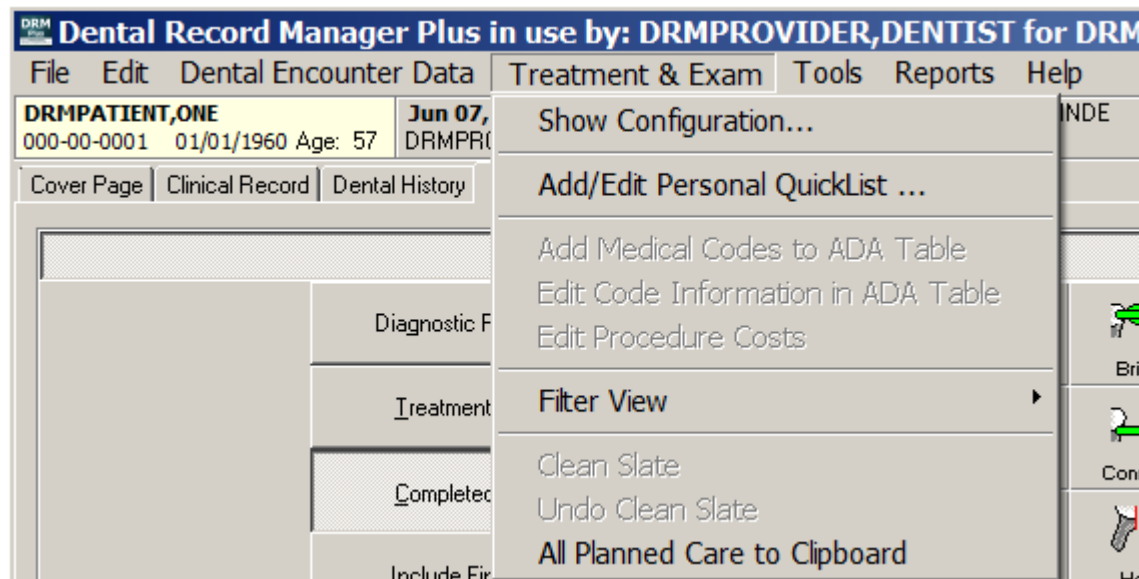 DRM Plus Dental Record Manager Plus in use by: DRMPROVIDER,DENTIST for DRM
File Edit Dental Encounter Data Treatment & Exam Tools Reports Help
DRMPATIENT,ONE Jun 07,
000-00-0001 01/01/1960 Age: 57
Cover Page Clinical Record Dental History
Show Configuration...
Add/Edit Personal QuickList ...
Add Medical Codes to ADA Table
Edit Code Information in ADA Table
Edit Procedure Costs
Filter View
Clean Slate
Undo Clean Slate
All Planned Care to Clipboard
Diagnostic
Treatment
Completed
Include